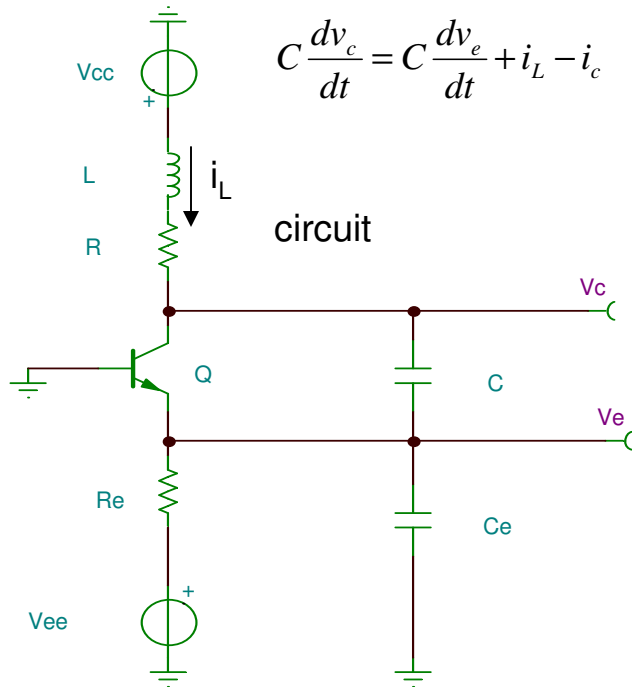 Vcc
+
C dv_c/dt = C dv_e/dt + i_L − i_c
L
i_L
R
circuit
Vc
Q
C
Ve
Re
Ce
+
Vee